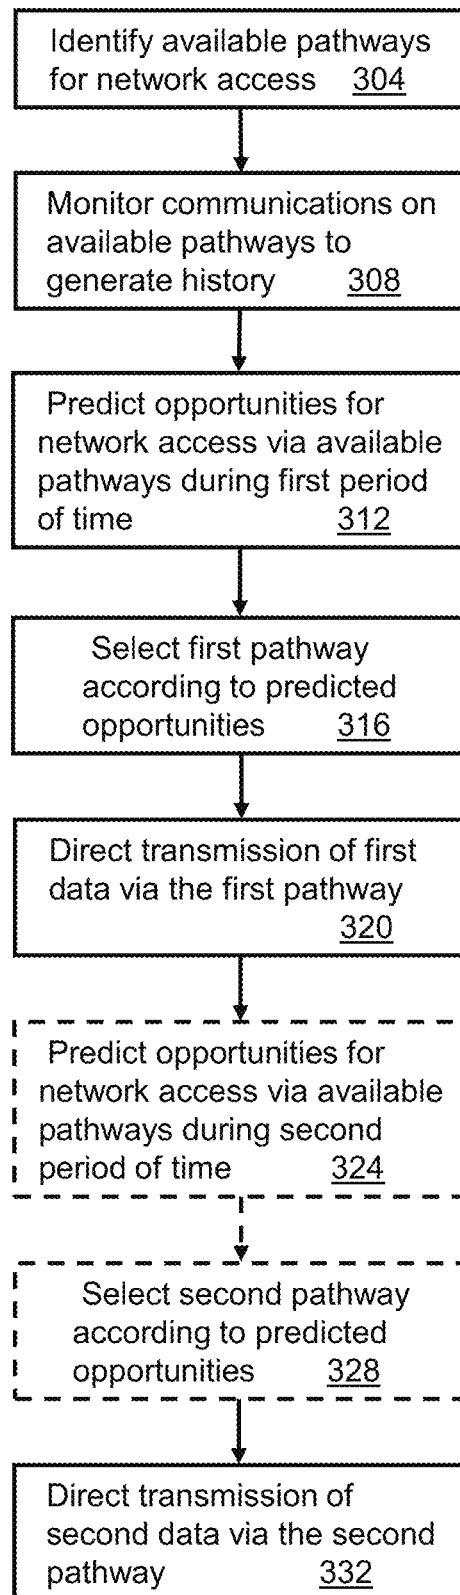 Identify available pathways
for network access 304
Monitor communications on
available pathways to
generate history 308
Predict opportunities for
network access via available
pathways during first period
of time 312
Select first pathway
according to predicted
opportunities 316
Direct transmission of first
data via the first pathway
320
Predict opportunities for
network access via available
pathways during second
period of time 324
Select second pathway
according to predicted
opportunities 328
Direct transmission of
second data via the second
pathway 332